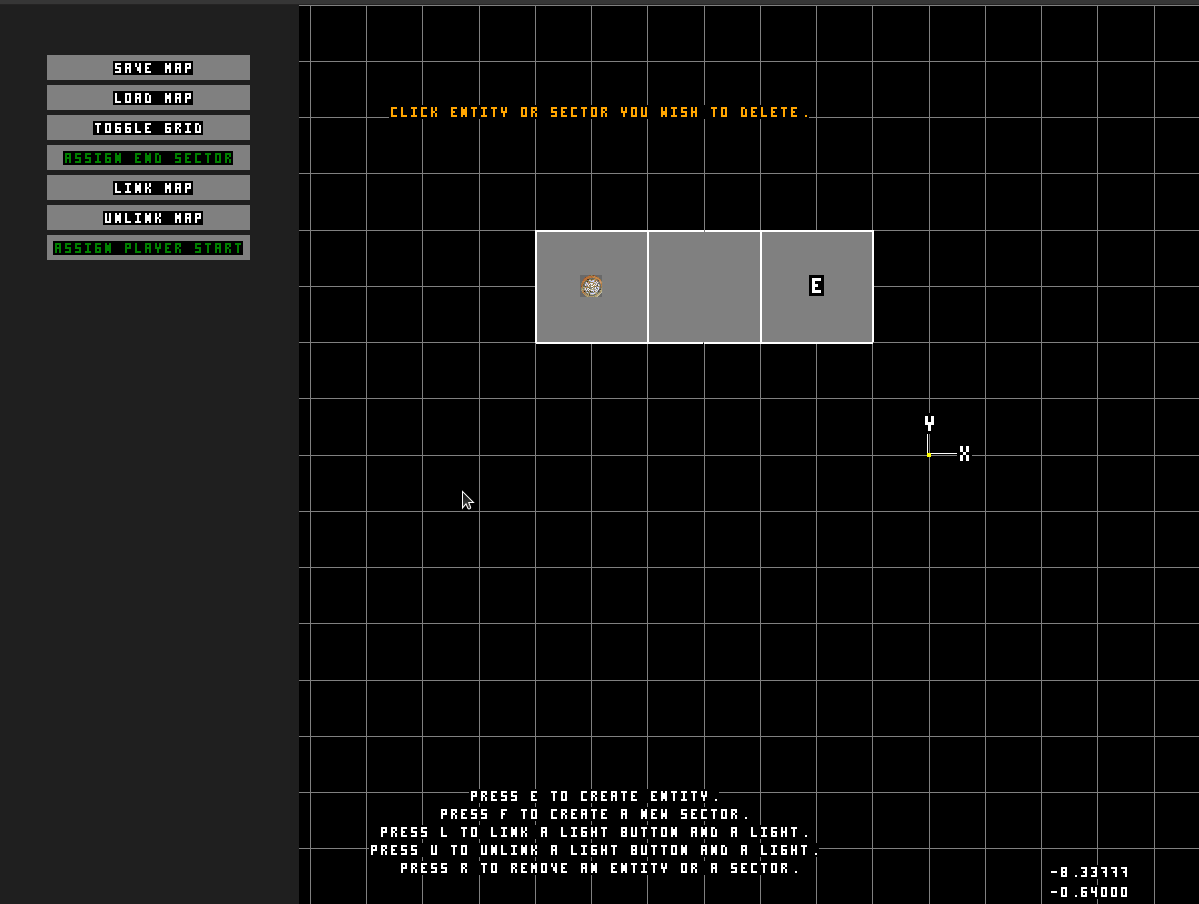 SAVE MAP
LOAD MAP
TOGGLE GRID
ASSIGN END SECTOR
LINK MAP
UNLINK MAP
ASSIGN PLAYER START
CLICK ENTITY OR SECTOR YOU WISH TO DELETE.
E
Y
X
PRESS E TO CREATE ENTITY.
PRESS F TO CREATE A NEW SECTOR.
PRESS L TO LINK A LIGHT BUTTON AND A LIGHT.
PRESS U TO UNLINK A LIGHT BUTTON AND A LIGHT.
PRESS R TO REMOVE AN ENTITY OR A SECTOR.
-8.33777
-0.64000